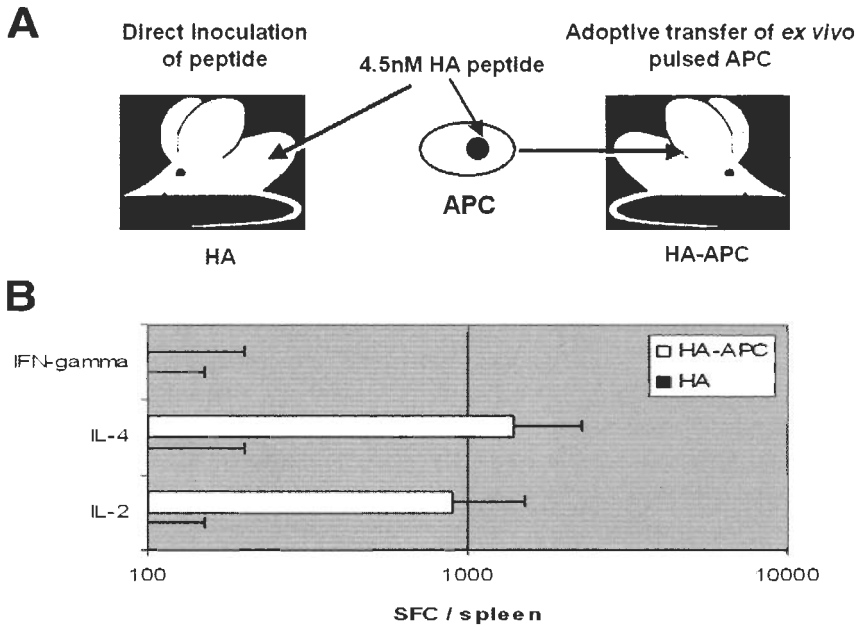 A
Direct Inoculation
of peptide
4.5nM HA peptide
Adoptive transfer of ex vivo
pulsed APC
APC
HA
HA-APC
B
IFN-gamma
IL-4
IL-2
HA-APC
HA
100
1000
10000
SFC / spleen